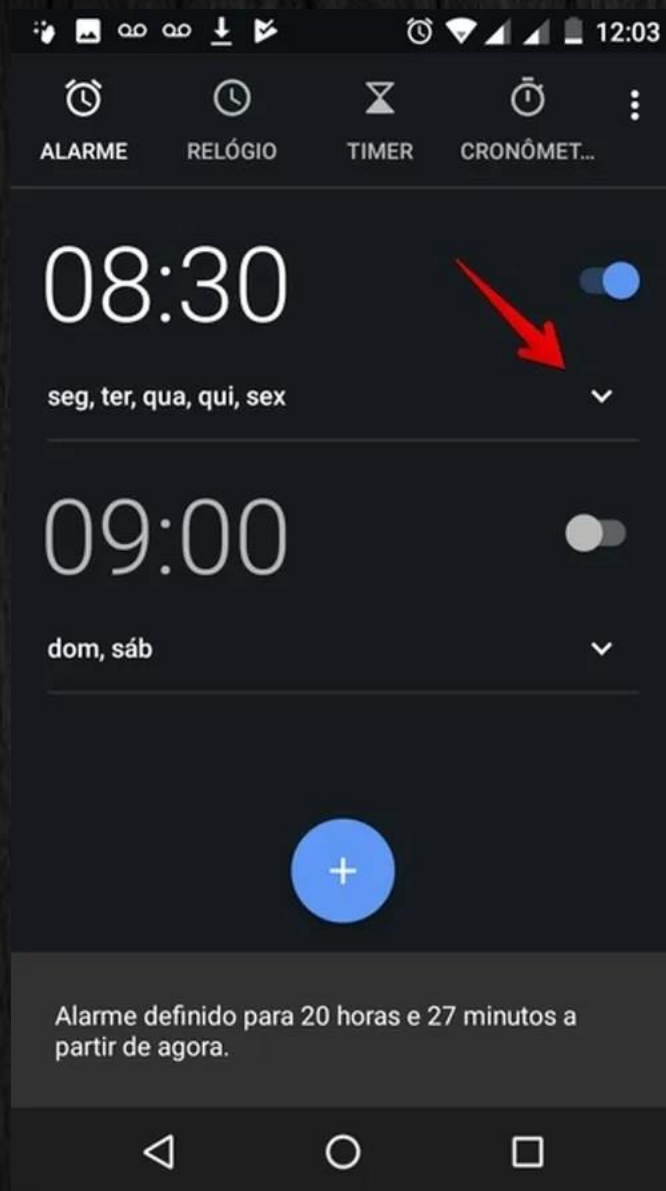 12:03
ALARME RELÓGIO TIMER CRONÔMET...
08:30
seg, ter, qua, qui, sex
09:00
dom, sáb
Alarme definido para 20 horas e 27 minutos a
partir de agora.